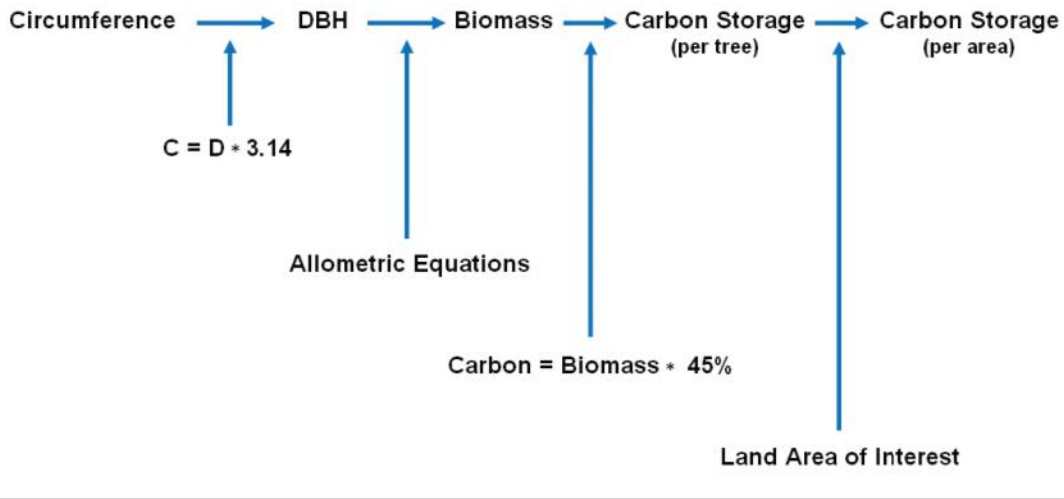 Circumference DBH Biomass Carbon Storage Carbon Storage
(per tree) (per area)
C = D * 3.14
Allometric Equations
Carbon = Biomass * 45%
Land Area of Interest